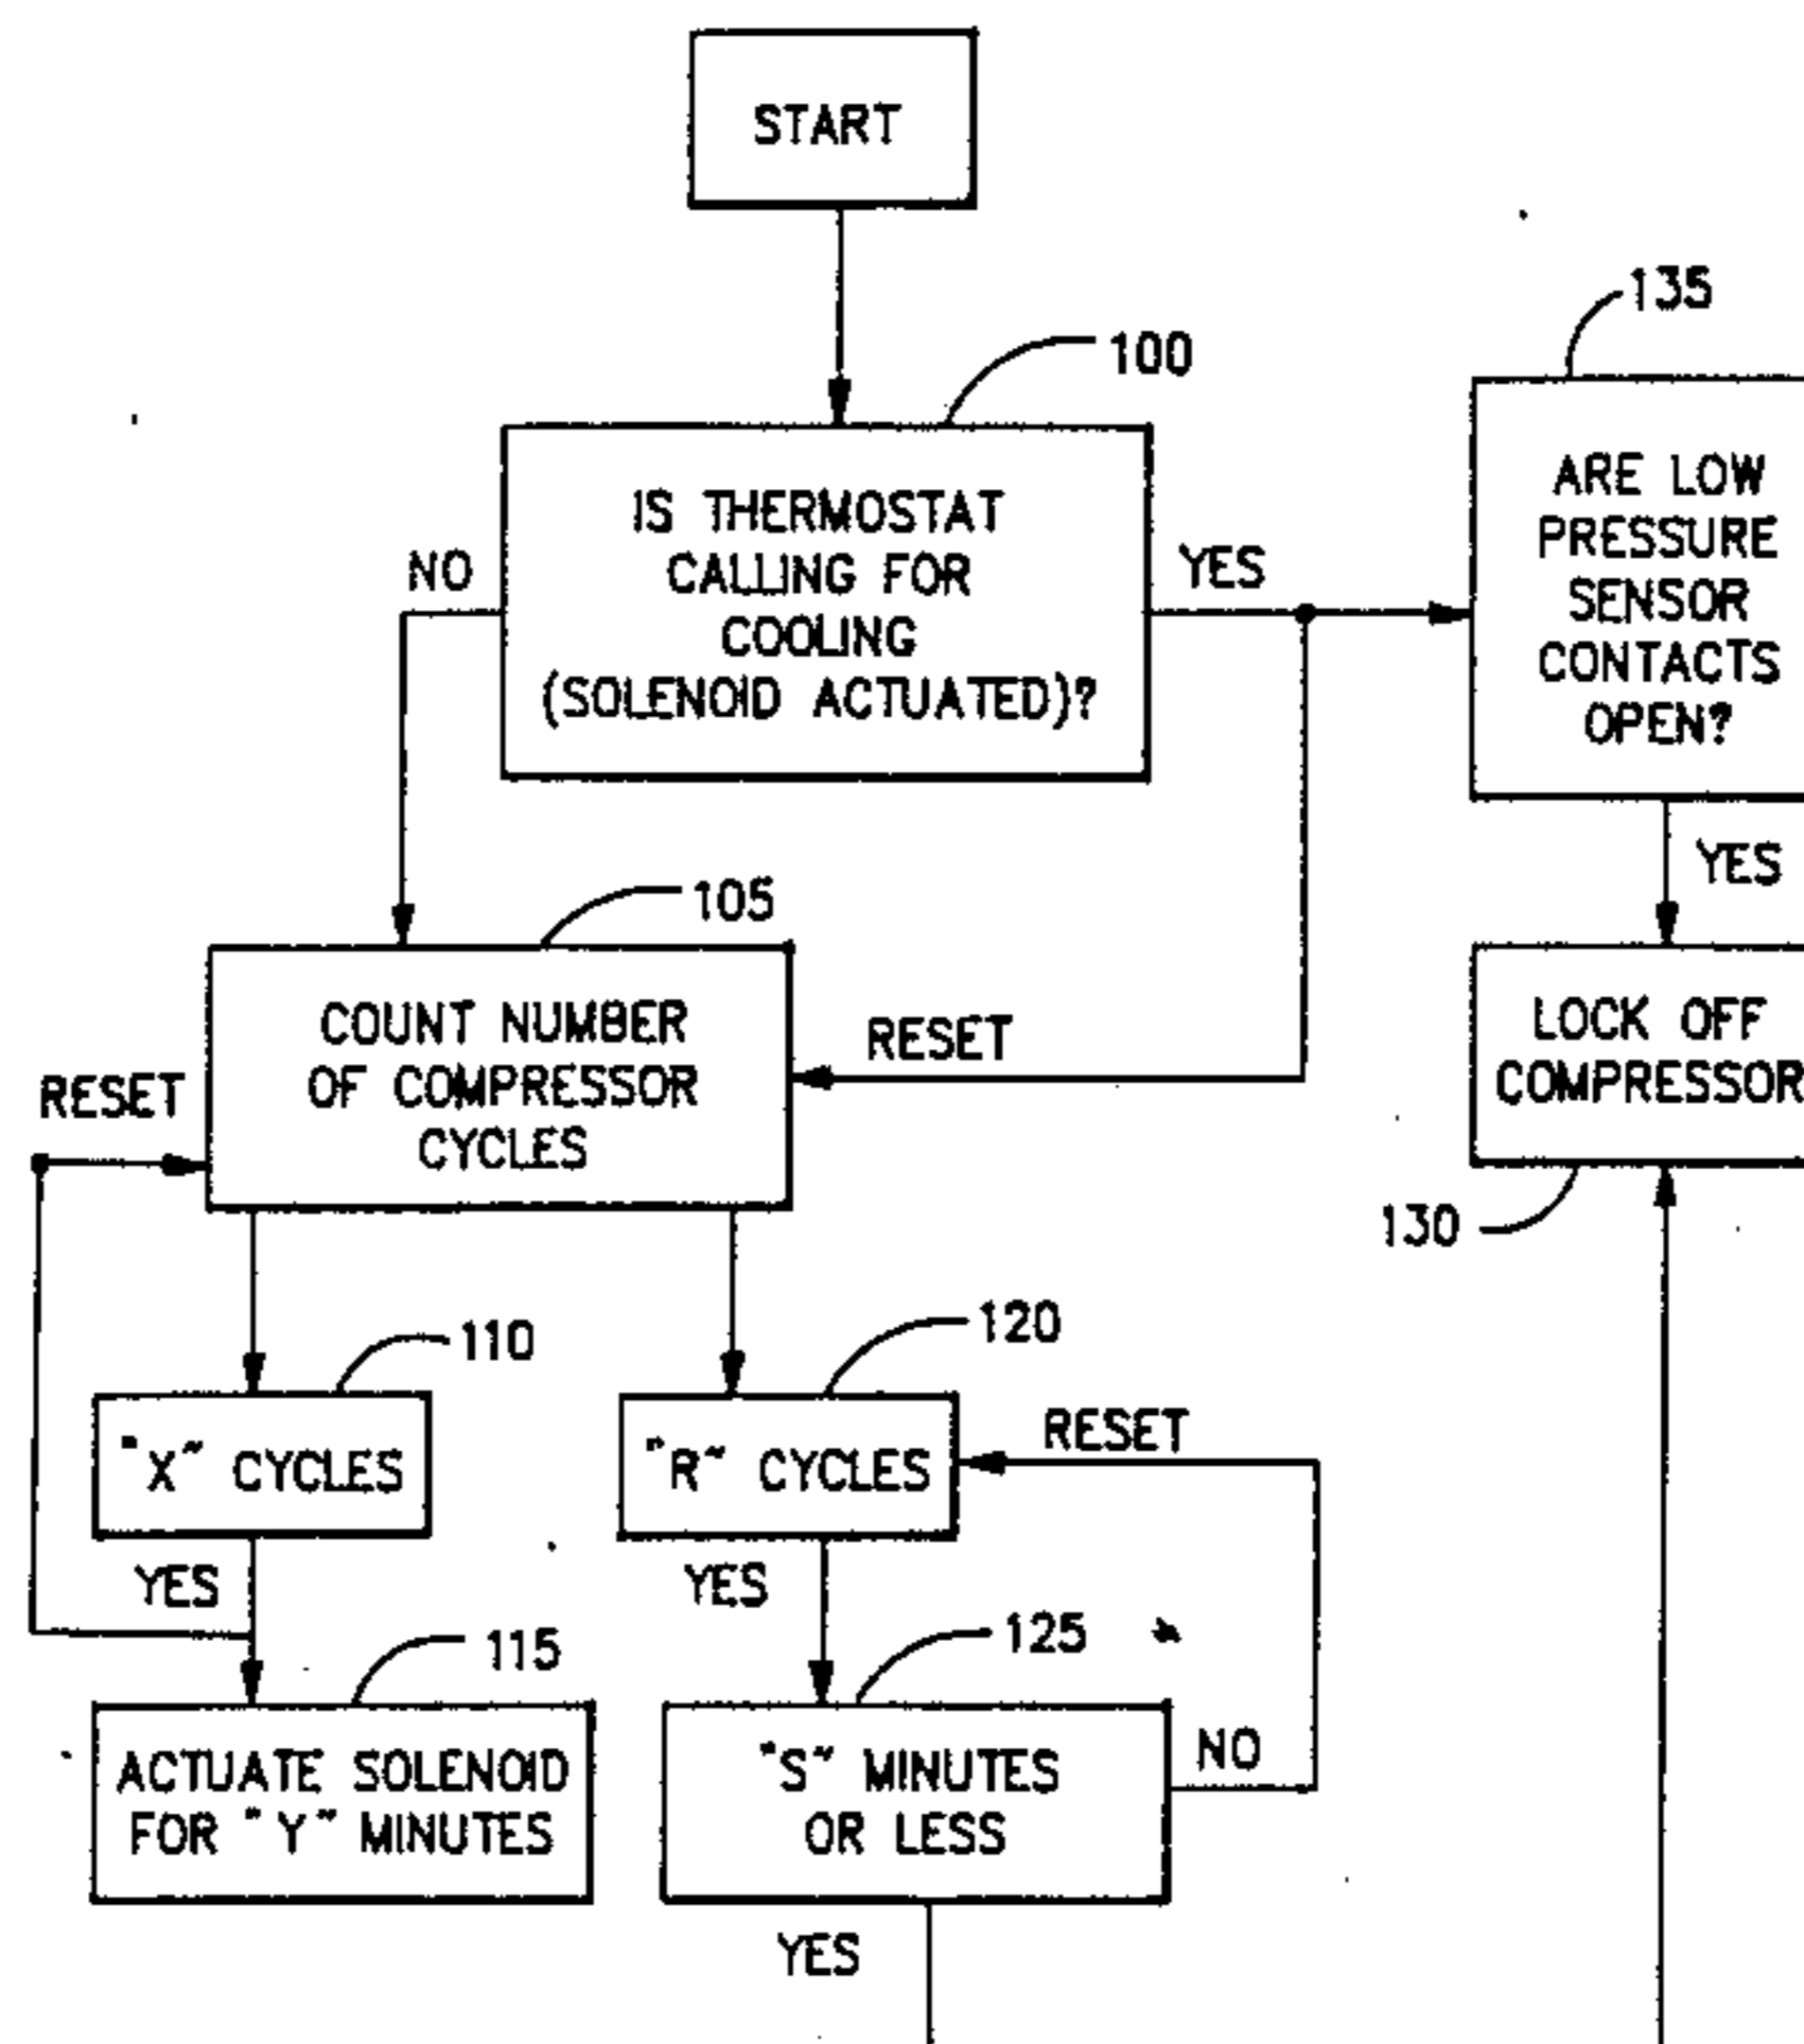 START
100
IS THERMOSTAT
CALLING FOR
COOLING
(SOLENOID ACTUATED)?
NO
YES
135
ARE LOW
PRESSURE
SENSOR
CONTACTS
OPEN?
YES
105
COUNT NUMBER
OF COMPRESSOR
CYCLES
RESET
RESET
LOCK OFF
COMPRESSOR
130
110
"X" CYCLES
YES
120
"R" CYCLES
RESET
YES
115
ACTUATE SOLENOID
FOR "Y" MINUTES
125
"S" MINUTES
OR LESS
NO
YES